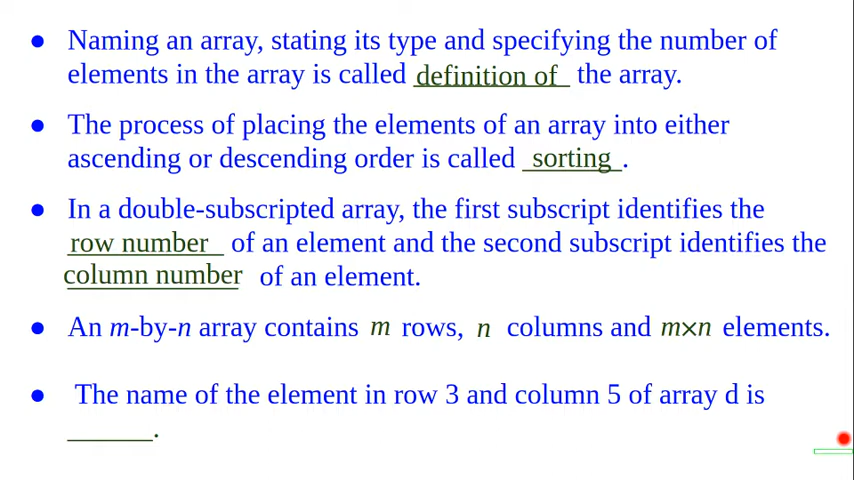 ● Naming an array, stating its type and specifying the number of
elements in the array is called definition of the array.
● The process of placing the elements of an array into either
ascending or descending order is called sorting.
● In a double-subscripted array, the first subscript identifies the
row number of an element and the second subscript identifies the
column number of an element.
● An m-by-n array contains m rows, n columns and m×n elements.
● The name of the element in row 3 and column 5 of array d is
______.